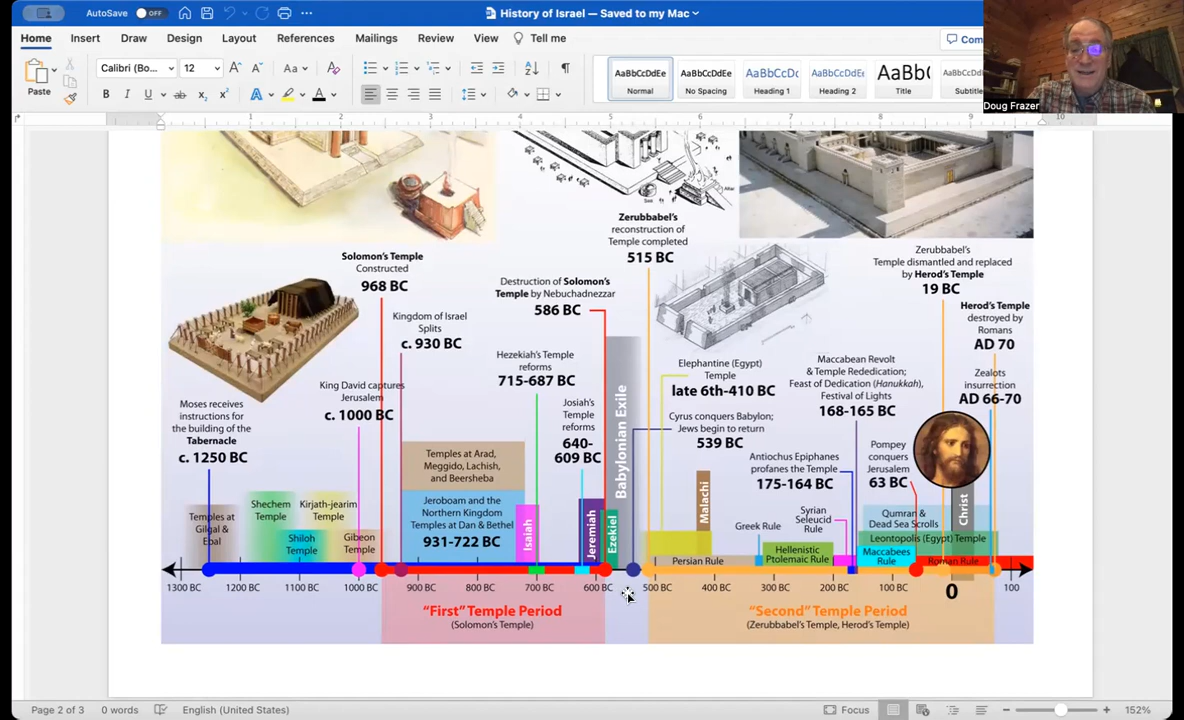 AutoSave OFF
History of Israel — Saved to my Mac
Home Insert Draw Design Layout References Mailings Review View Tell me
Com
Paste
Calibri (Bo...
12
AaBbCcDdEe
Normal
AaBbCcDdEe
No Spacing
AaBbCcDc
Heading 1
AaBbCcDdEe
Heading 2
AaBb(
Title
AaBbCcDd
Subtitle
Doug Frazer
1 2 3 4 5 6 7 8 9 10
Altar
Zerubbabel's
reconstruction of
Temple completed
515 BC
Solomon's Temple
Constructed
968 BC
Destruction of Solomon's
Temple by Nebuchadnezzar
586 BC
Zerubbabel's
Temple dismantled and replaced
by Herod's Temple
19 BC
Herod's Temple
destroyed by
Romans
AD 70
Kingdom of Israel
Splits
c. 930 BC
Hezekiah's Temple
reforms
715-687 BC
Elephantine (Egypt)
Temple
late 6th-410 BC
Maccabean Revolt
& Temple Rededication;
Feast of Dedication (Hanukkah),
Festival of Lights
168-165 BC
Zealots
insurrection
AD 66-70
King David captures
Jerusalem
c. 1000 BC
Moses receives
instructions for
the building of the
Tabernacle
c. 1250 BC
Josiah's
Temple
reforms
640-
609 BC
Babylonian Exile
Cyrus conquers Babylon;
Jews begin to return
539 BC
Antiochus Epiphanes
profanes the Temple
175-164 BC
Pompey
conquers
Jerusalem
63 BC
Temples at Arad,
Megiddo, Lachish,
and Beersheba
Jeroboam and the
Northern Kingdom
Temples at Dan & Bethel
931-722 BC
Temples at
Gilgal &
Ebal
Shechem
Temple
Shiloh
Temple
Kirjath-jearim
Temple
Gibeon
Temple
Isaiah
Jeremiah
Ezekiel
Malachi
Greek Rule
Syrian
Seleucid
Rule
Qumran &
Dead Sea Scrolls
Christ
Leontopolis (Egypt) Temple
Persian Rule
Hellenistic
Ptolemaic Rule
Maccabees
Rule
Roman Rule
1300 BC 1200 BC 1100 BC 1000 BC 900 BC 800 BC 700 BC 600 BC 500 BC 400 BC 300 BC 200 BC 100 BC 0 100
"First" Temple Period
(Solomon's Temple)
"Second" Temple Period
(Zerubbabel's Temple, Herod's Temple)
Page 2 of 3 0 words English (United States) Focus 152%